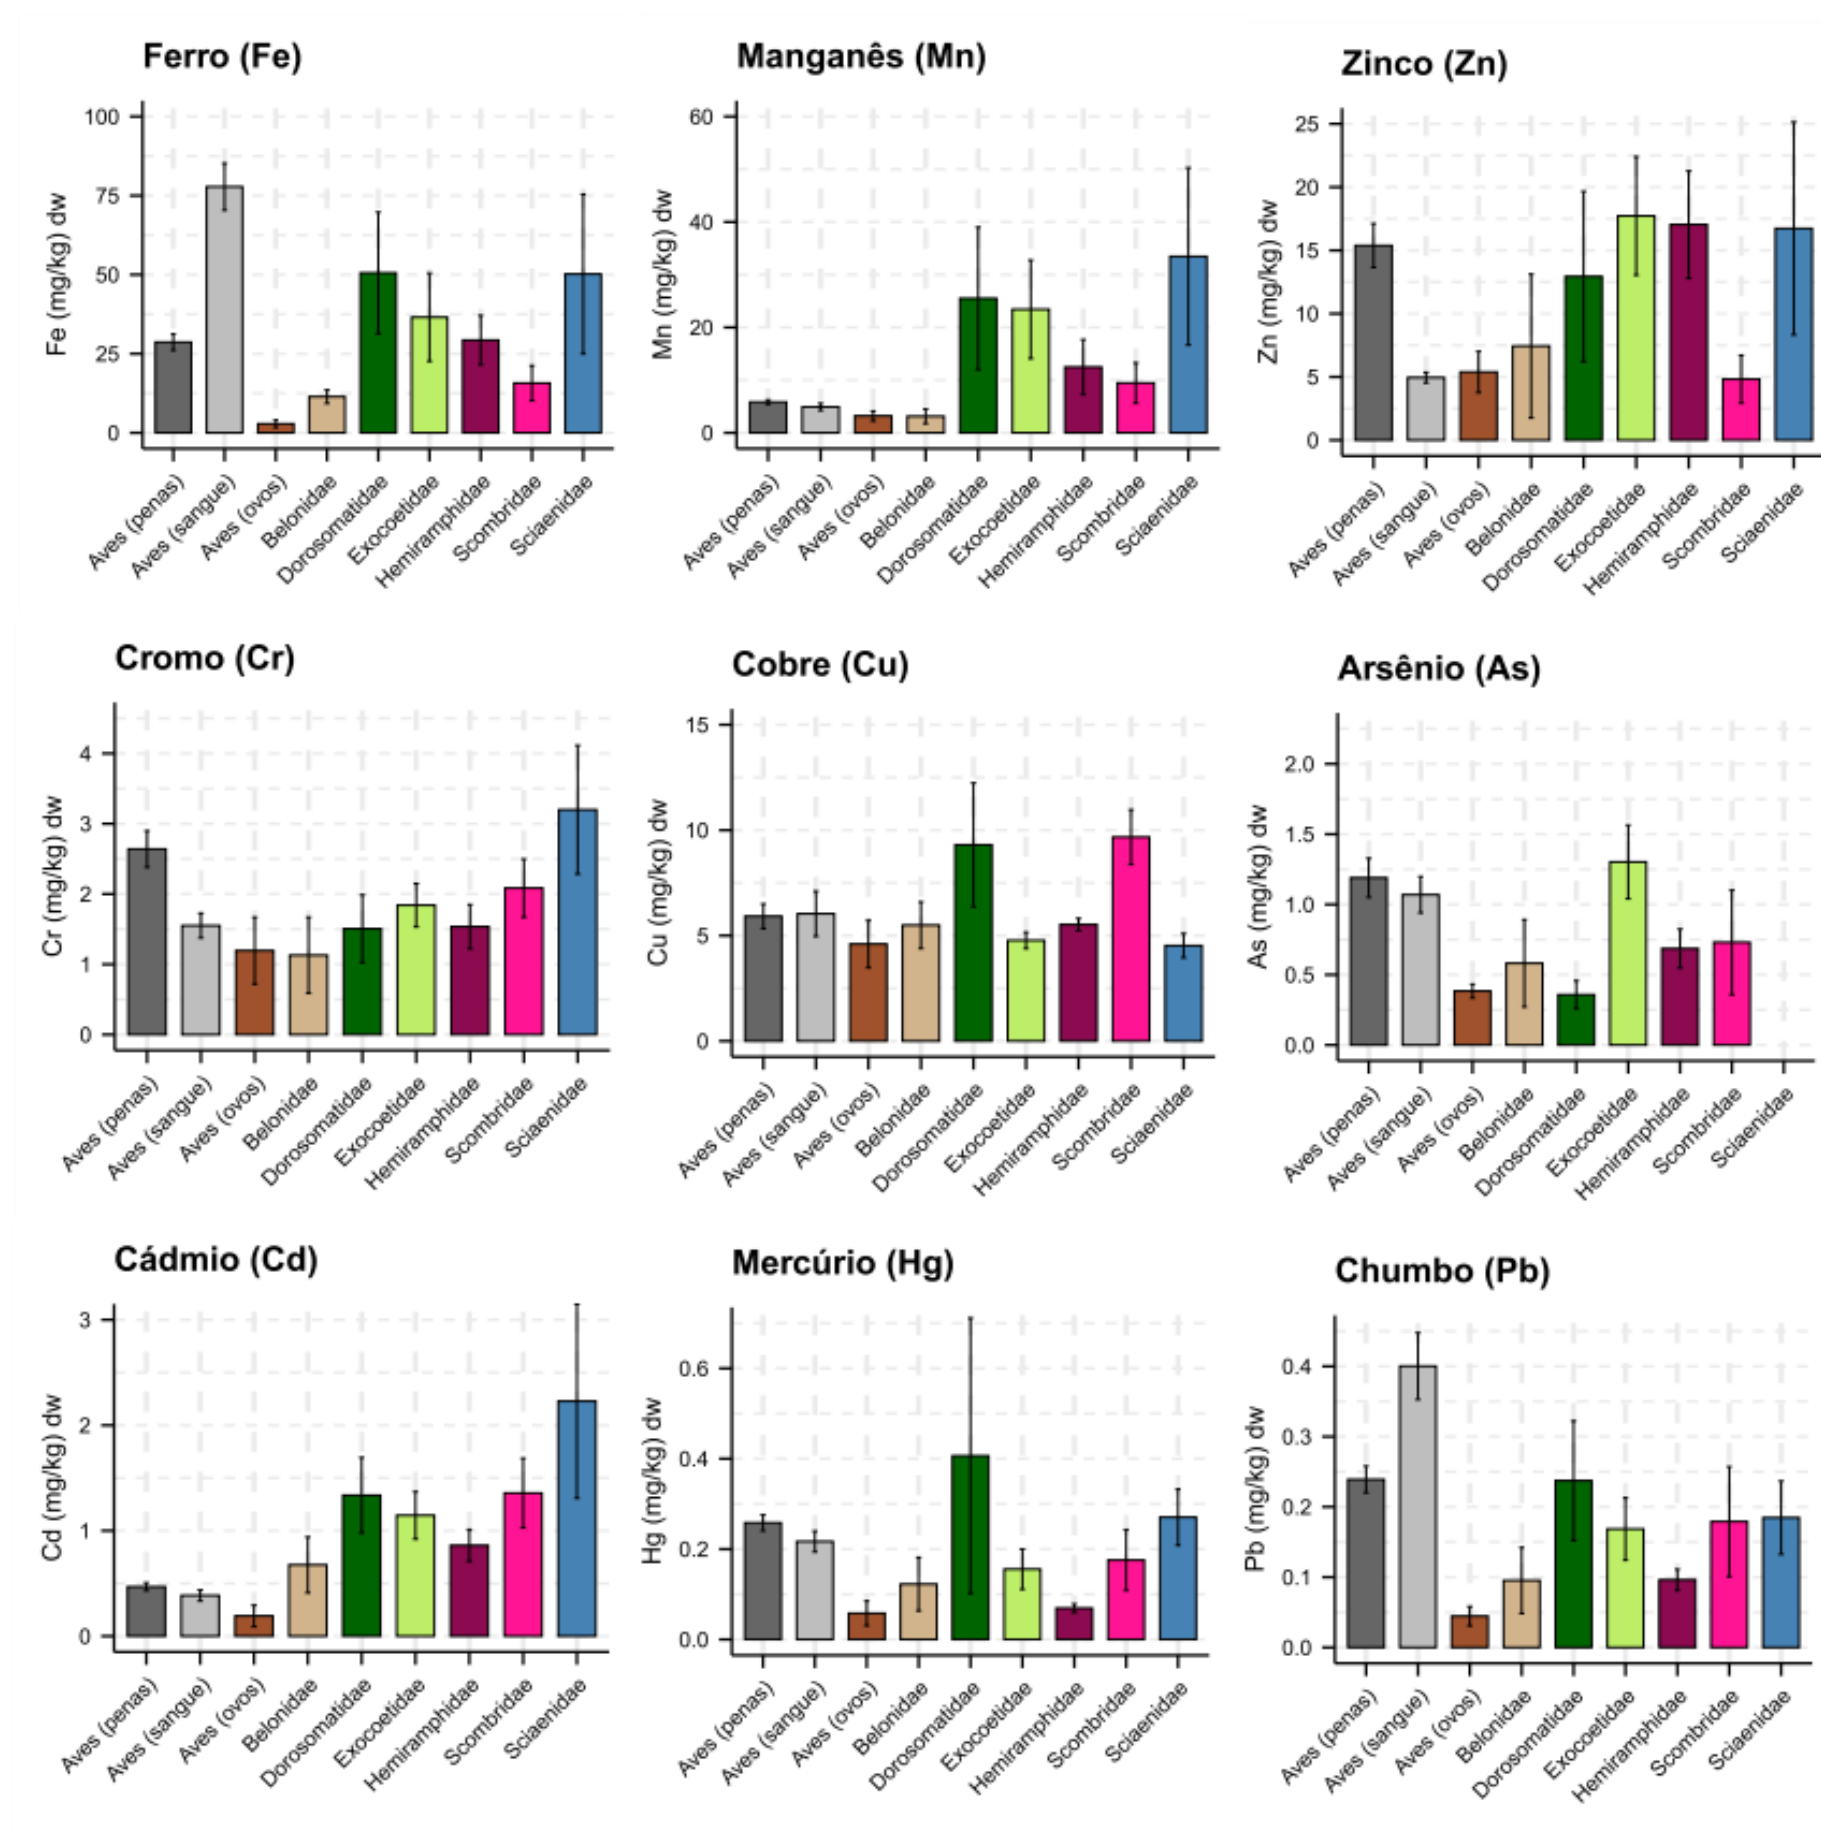 Ferro (Fe)
Fe (mg/kg) dw
100
75
50
25
0
Aves (penas)
Aves (sangue)
Aves (ovos)
Belonidae
Dorosomatidae
Exocoetidae
Hemiramphidae
Scombridae
Sciaenidae
Manganês (Mn)
Mn (mg/kg) dw
60
40
20
0
Aves (penas)
Aves (sangue)
Aves (ovos)
Belonidae
Dorosomatidae
Exocoetidae
Hemiramphidae
Scombridae
Sciaenidae
Zinco (Zn)
Zn (mg/kg) dw
25
20
15
10
5
0
Aves (penas)
Aves (sangue)
Aves (ovos)
Belonidae
Dorosomatidae
Exocoetidae
Hemiramphidae
Scombridae
Sciaenidae
Cromo (Cr)
Cr (mg/kg) dw
4
3
2
1
0
Aves (penas)
Aves (sangue)
Aves (ovos)
Belonidae
Dorosomatidae
Exocoetidae
Hemiramphidae
Scombridae
Sciaenidae
Cobre (Cu)
Cu (mg/kg) dw
15
10
5
0
Aves (penas)
Aves (sangue)
Aves (ovos)
Belonidae
Dorosomatidae
Exocoetidae
Hemiramphidae
Scombridae
Sciaenidae
Arsênio (As)
As (mg/kg) dw
2.0
1.5
1.0
0.5
0.0
Aves (penas)
Aves (sangue)
Aves (ovos)
Belonidae
Dorosomatidae
Exocoetidae
Hemiramphidae
Scombridae
Sciaenidae
Cádmio (Cd)
Cd (mg/kg) dw
3
2
1
0
Aves (penas)
Aves (sangue)
Aves (ovos)
Belonidae
Dorosomatidae
Exocoetidae
Hemiramphidae
Scombridae
Sciaenidae
Mercúrio (Hg)
Hg (mg/kg) dw
0.6
0.4
0.2
0.0
Aves (penas)
Aves (sangue)
Aves (ovos)
Belonidae
Dorosomatidae
Exocoetidae
Hemiramphidae
Scombridae
Sciaenidae
Chumbo (Pb)
Pb (mg/kg) dw
0.4
0.3
0.2
0.1
0.0
Aves (penas)
Aves (sangue)
Aves (ovos)
Belonidae
Dorosomatidae
Exocoetidae
Hemiramphidae
Scombridae
Sciaenidae